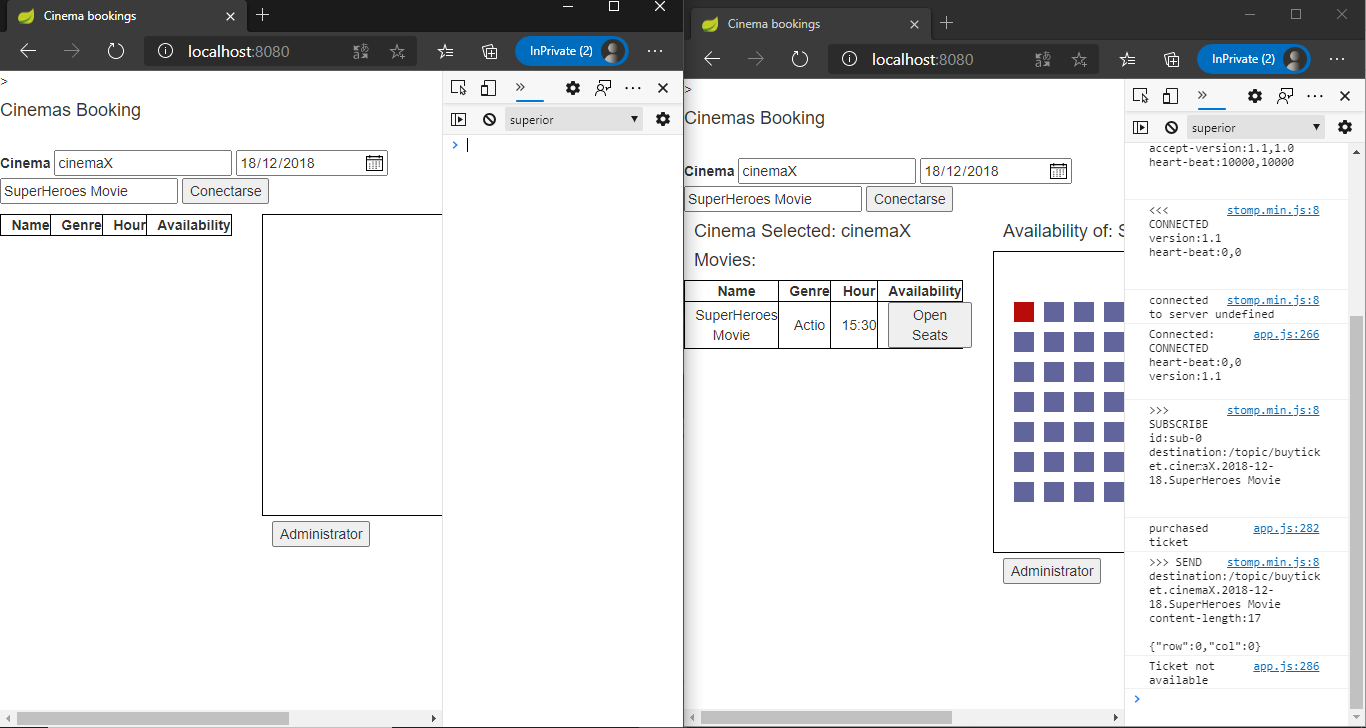 Cinema bookings
localhost:8080
InPrivate (2)
>
Cinemas Booking
superior
Cinema cinemaX 18/12/2018
SuperHeroes Movie Conectarse
Name Genre Hour Availability
Administrator
Cinema bookings
localhost:8080
InPrivate (2)
>
Cinemas Booking
Cinema cinemaX 18/12/2018
SuperHeroes Movie Conectarse
Cinema Selected: cinemaX
Movies:
Availability of: S
Name Genre Hour Availability
SuperHeroes Movie Actio 15:30 Open Seats
Administrator
superior
accept-version:1.1,1.0
heart-beat:10000,10000
<<< stomp.min.js:8
CONNECTED
version:1.1
heart-beat:0,0
connected stomp.min.js:8
to server undefined
Connected: app.js:266
CONNECTED
heart-beat:0,0
version:1.1
>>> stomp.min.js:8
SUBSCRIBE
id:sub-0
destination:/topic/buytick
et.cinemaX.2018-12-
18.SuperHeroes Movie
purchased app.js:282
ticket
>>> SEND stomp.min.js:8
destination:/topic/buytick
et.cinemaX.2018-12-
18.SuperHeroes Movie
content-length:17
{"row":0,"col":0}
Ticket not app.js:286
available